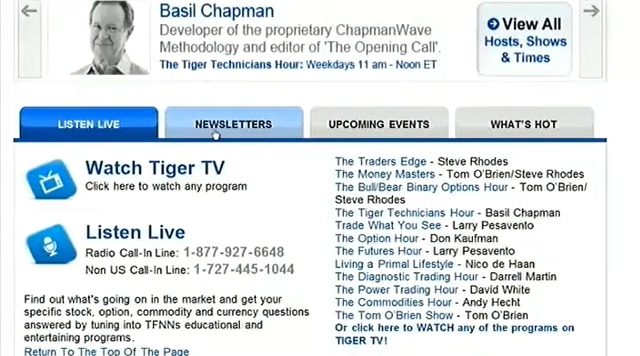 Basil Chapman
Developer of the proprietary ChapmanWave
Methodology and editor of 'The Opening Call'.
The Tiger Technicians Hour: Weekdays 11 am - Noon ET
View All
Hosts, Shows
& Times
LISTEN LIVE
NEWSLETTERS
UPCOMING EVENTS
WHAT'S HOT
Watch Tiger TV
Click here to watch any program
Listen Live
Radio Call-In Line: 1-877-927-6648
Non US Call-In Line: 1-727-445-1044
Find out what's going on in the market and get your
specific stock, option, commodity and currency questions
answered by tuning into TFNNs educational and
entertaining programs.
Return To The Top Of The Page
The Traders Edge - Steve Rhodes
The Money Masters - Tom O'Brien/Steve Rhodes
The Bull/Bear Binary Options Hour - Tom O'Brien/
Steve Rhodes
The Tiger Technicians Hour - Basil Chapman
Trade What You See - Larry Pesavento
The Option Hour - Don Kaufman
The Futures Hour - Larry Pesavento
Living a Primal Lifestyle - Nico de Haan
The Diagnostic Trading Hour - Darrell Martin
The Power Trading Hour - David White
The Commodities Hour - Andy Hecht
The Tom O'Brien Show - Tom O'Brien
Or click here to WATCH any of the programs on
TIGER TV!